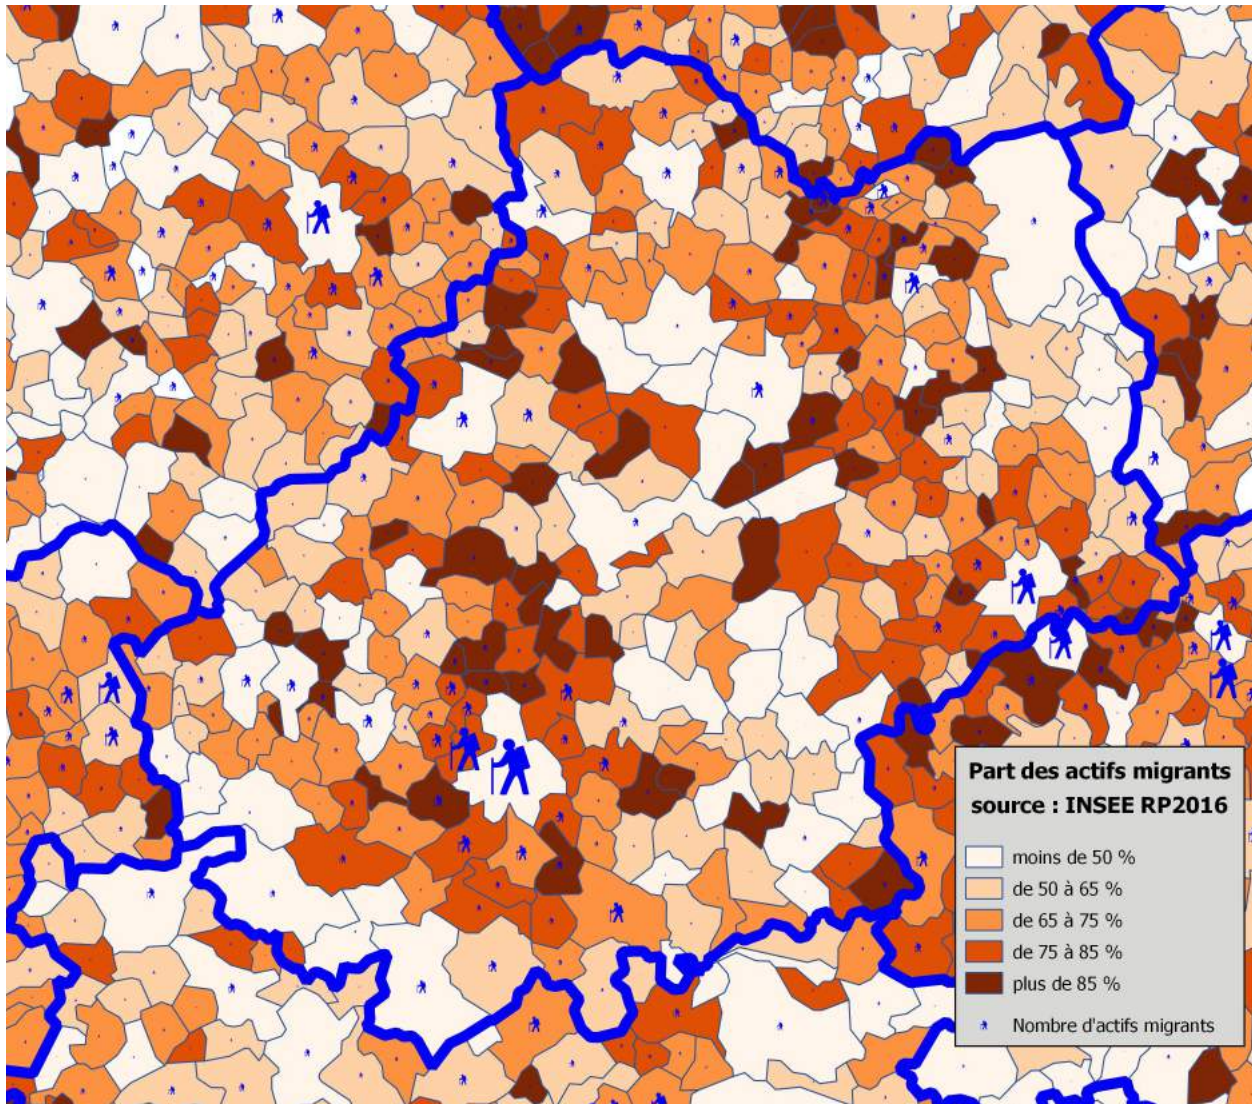 Part des actifs migrants
source : INSEE RP2016
moins de 50 %
de 50 à 65 %
de 65 à 75 %
de 75 à 85 %
plus de 85 %
Nombre d'actifs migrants